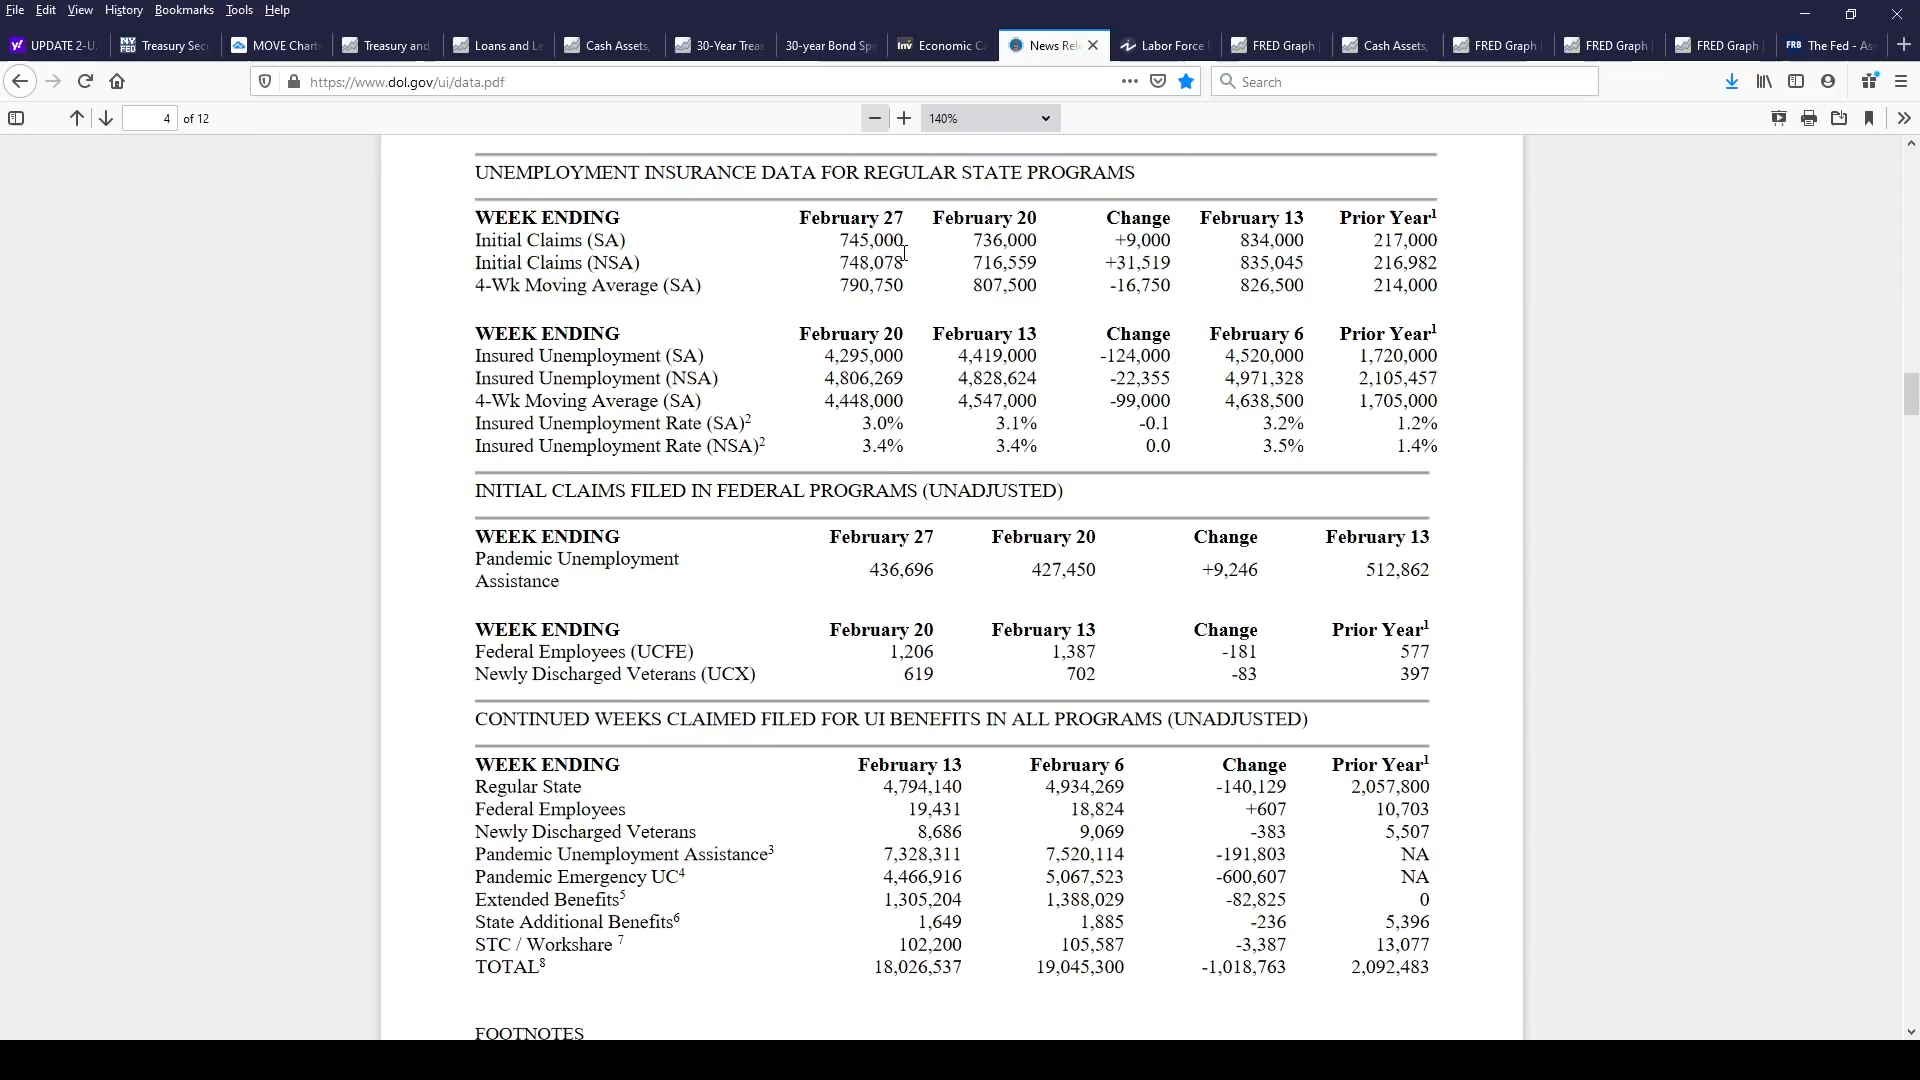 File Edit View History Bookmarks Tools Help
UPDATE 2-U. Treasury Sec MOVE Chart Treasury and Loans and Le Cash Assets, 30-Year Treas 30-year Bond Sp Economic Ca News Rele Labor Force FRED Graph Cash Assets, FRED Graph FRED Graph FRED Graph The Fed - As
https://www.dol.gov/ui/data.pdf Search
4 of 12 140%
UNEMPLOYMENT INSURANCE DATA FOR REGULAR STATE PROGRAMS
WEEK ENDING February 27 February 20 Change February 13 Prior Year1
Initial Claims (SA) 745,000 736,000 +9,000 834,000 217,000
Initial Claims (NSA) 748,078 716,559 +31,519 835,045 216,982
4-Wk Moving Average (SA) 790,750 807,500 -16,750 826,500 214,000
WEEK ENDING February 20 February 13 Change February 6 Prior Year1
Insured Unemployment (SA) 4,295,000 4,419,000 -124,000 4,520,000 1,720,000
Insured Unemployment (NSA) 4,806,269 4,828,624 -22,355 4,971,328 2,105,457
4-Wk Moving Average (SA) 4,448,000 4,547,000 -99,000 4,638,500 1,705,000
Insured Unemployment Rate (SA)2 3.0% 3.1% -0.1 3.2% 1.2%
Insured Unemployment Rate (NSA)2 3.4% 3.4% 0.0 3.5% 1.4%
INITIAL CLAIMS FILED IN FEDERAL PROGRAMS (UNADJUSTED)
WEEK ENDING February 27 February 20 Change February 13
Pandemic Unemployment
Assistance 436,696 427,450 +9,246 512,862
WEEK ENDING February 20 February 13 Change Prior Year1
Federal Employees (UCFE) 1,206 1,387 -181 577
Newly Discharged Veterans (UCX) 619 702 -83 397
CONTINUED WEEKS CLAIMED FILED FOR UI BENEFITS IN ALL PROGRAMS (UNADJUSTED)
WEEK ENDING February 13 February 6 Change Prior Year1
Regular State 4,794,140 4,934,269 -140,129 2,057,800
Federal Employees 19,431 18,824 +607 10,703
Newly Discharged Veterans 8,686 9,069 -383 5,507
Pandemic Unemployment Assistance3 7,328,311 7,520,114 -191,803 NA
Pandemic Emergency UC4 4,466,916 5,067,523 -600,607 NA
Extended Benefits5 1,305,204 1,388,029 -82,825 0
State Additional Benefits6 1,649 1,885 -236 5,396
STC / Workshare 7 102,200 105,587 -3,387 13,077
TOTAL8 18,026,537 19,045,300 -1,018,763 2,092,483
FOOTNOTES